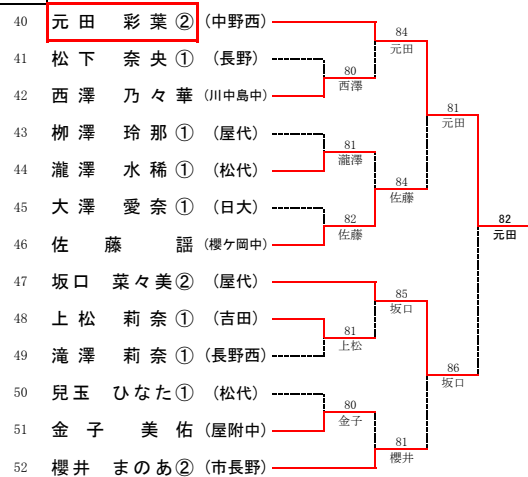 40 元田 彩葉② (中野西)
84
元田
41 松下 奈央① (長野)
80
西澤
42 西澤 乃々華 (川中島中)
81
元田
43 栁澤 玲那① (屋代)
81
瀧澤
44 瀧澤 水稀① (松代)
84
佐藤
45 大澤 愛奈① (日大)
82
佐藤
82
元田
46 佐藤 謡 (櫻ケ岡中)
47 坂口 菜々美② (屋代)
85
坂口
48 上松 莉奈① (吉田)
81
上松
49 滝澤 莉奈① (長野西)
86
坂口
50 兒玉 ひなた① (松代)
80
金子
51 金子 美佑 (屋附中)
81
櫻井
52 櫻井 まのあ② (市長野)